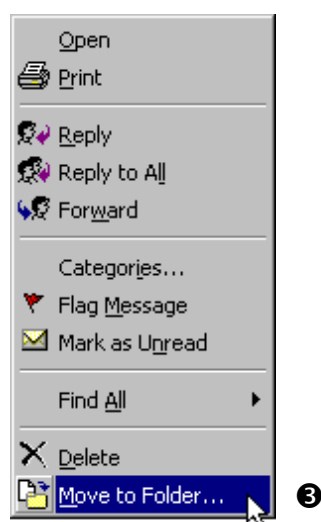 Open
Print
Reply
Reply to All
Forward
Categories...
Flag Message
Mark as Unread
Find All
Delete
Move to Folder... ❸